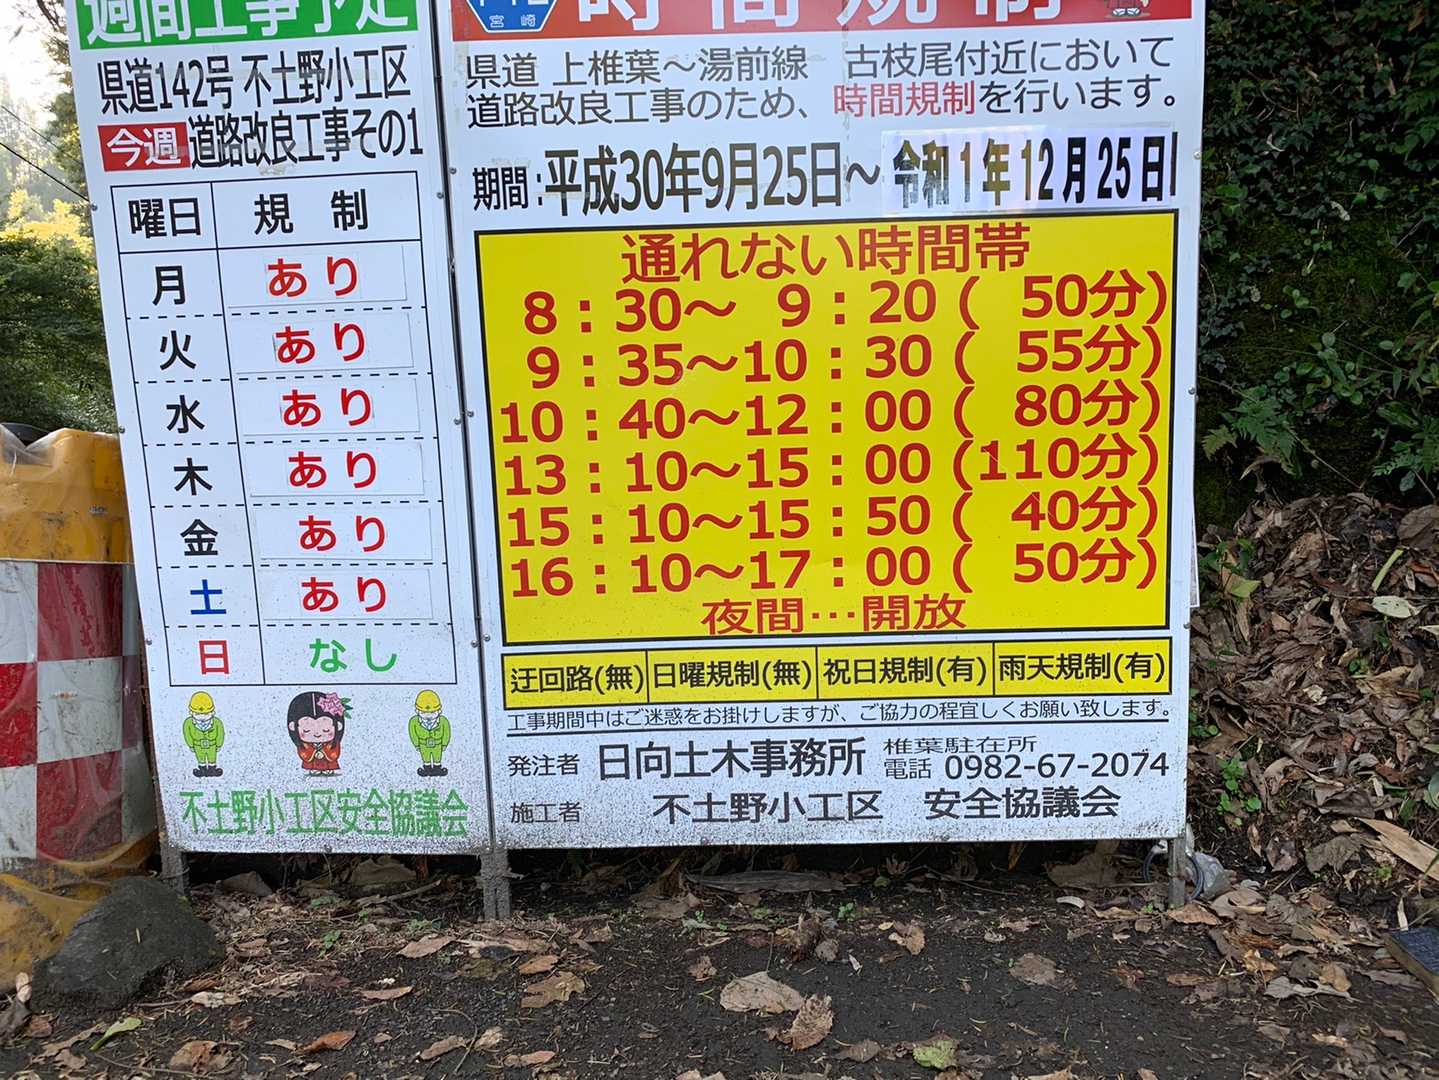 週間工事予定
県道142号 不土野小工区
今週 道路改良工事その1
曜日 規 制
月 あり
火 あり
水 あり
木 あり
金 あり
土 あり
日 なし
不土野小工区安全協議会
142
宮崎
時間規制
県道 上椎葉～湯前線 古枝尾付近において
道路改良工事のため、時間規制を行います。
期間:平成30年9月25日～令和1年12月25日
通れない時間帯
8:30～ 9:20( 50分)
9:35～10:30( 55分)
10:40～12:00( 80分)
13:10～15:00(110分)
15:10～15:50( 40分)
16:10～17:00( 50分)
夜間…開放
迂回路(無) 日曜規制(無) 祝日規制(有) 雨天規制(有)
工事期間中はご迷惑をお掛けしますが、ご協力の程宜しくお願い致します。
発注者 日向土木事務所 椎葉駐在所
電話 0982-67-2074
施工者 不土野小工区 安全協議会